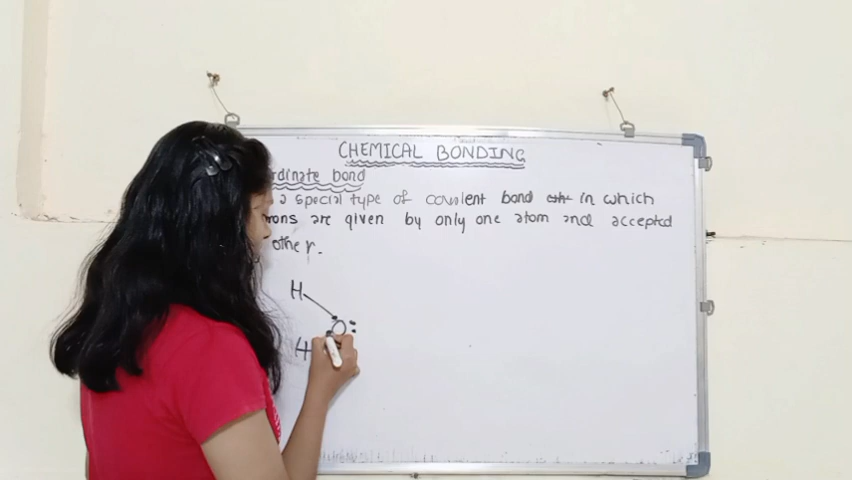 CHEMICAL BONDING
rdinate bond
a special type of covalent bond in which
rons are given by only one atom and accepted
other.
H
O:
H